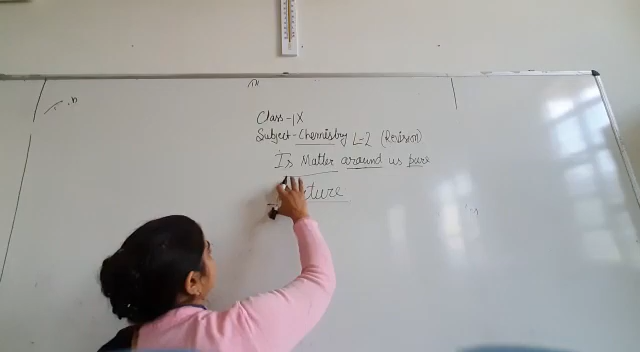 Class-IX
Subject-Chemistry L-2 (Revision)
Is Matter around us pure